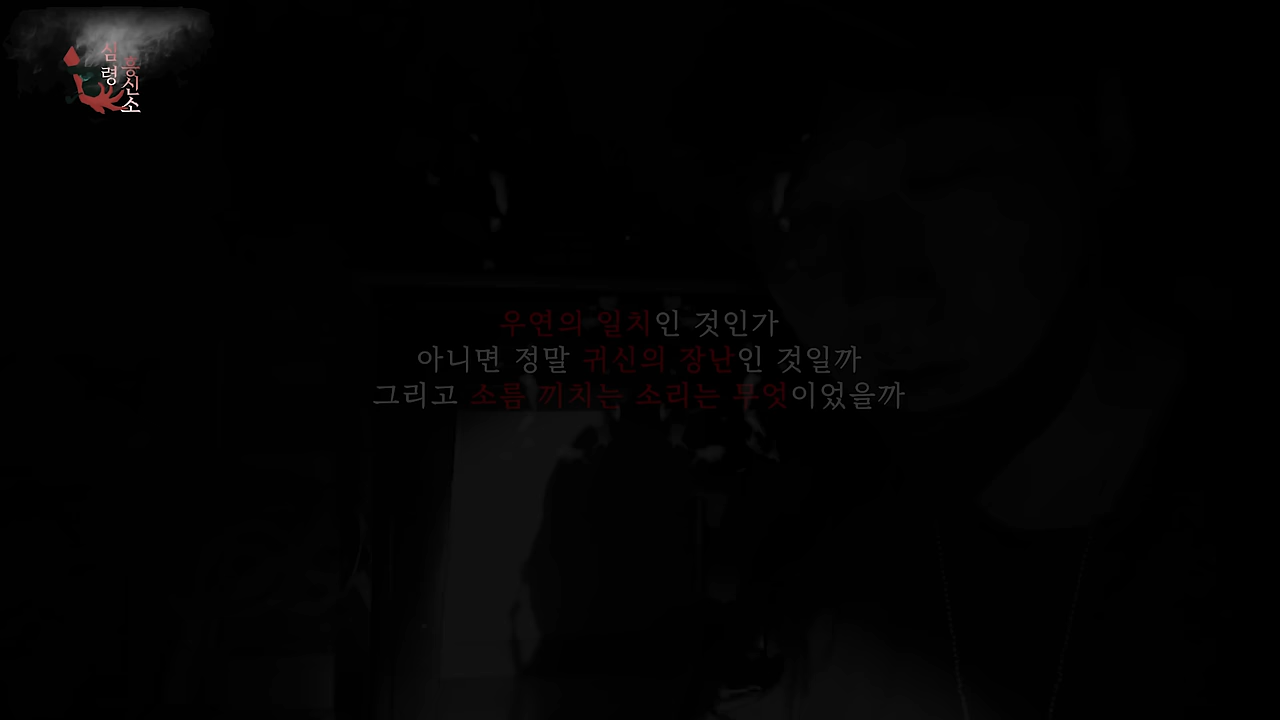 심령
흥신소
우연의 일치인 것인가
아니면 정말 귀신의 장난인 것일까
그리고 소름 끼치는 소리는 무엇이었을까